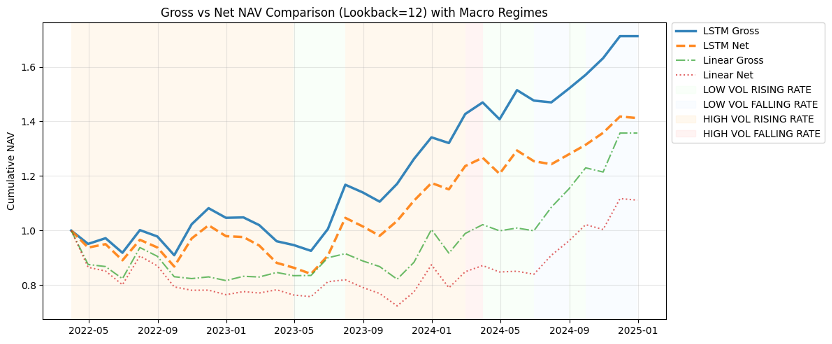 Gross vs Net NAV Comparison (Lookback=12) with Macro Regimes
LSTM Gross
LSTM Net
Linear Gross
Linear Net
LOW VOL RISING RATE
LOW VOL FALLING RATE
HIGH VOL RISING RATE
HIGH VOL FALLING RATE
Cumulative NAV
1.6
1.4
1.2
1.0
0.8
2022-05
2022-09
2023-01
2023-05
2023-09
2024-01
2024-05
2024-09
2025-01